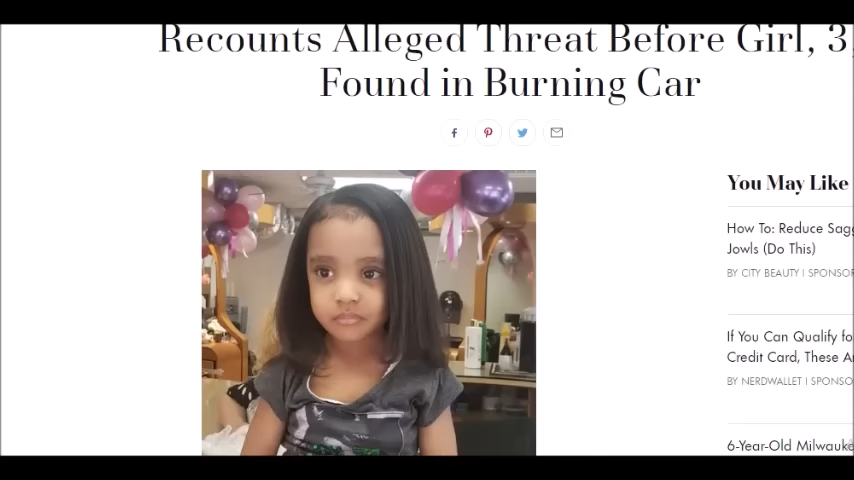 Recounts Alleged Threat Before Girl, 3,
Found in Burning Car
You May Like
How To: Reduce Sagg
Jowls (Do This)
BY CITY BEAUTY | SPONSOR
If You Can Qualify fo
Credit Card, These A
BY NERDWALLET | SPONSO
6-Year-Old Milwauke